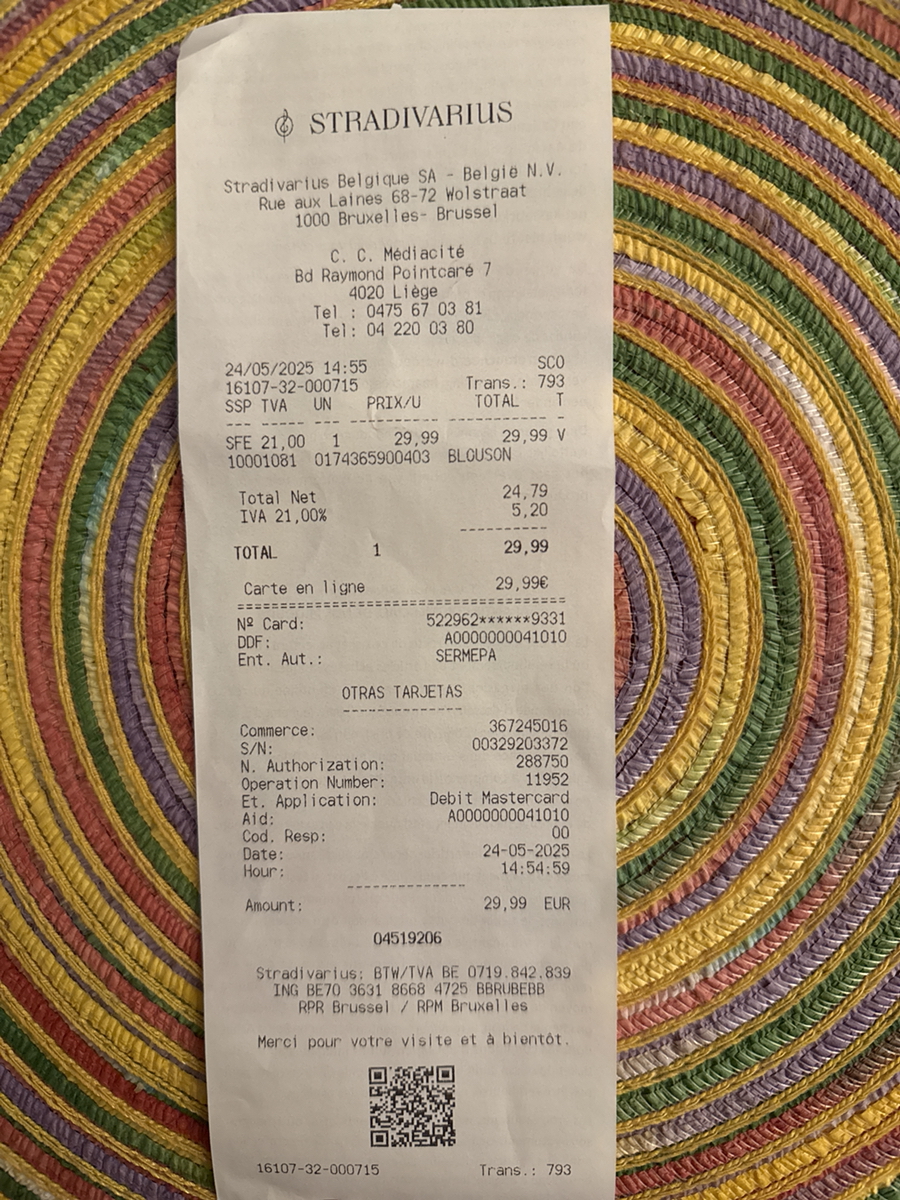 STRADIVARIUS
Stradivarius Belgique SA - België N.V.
Rue aux Laines 68-72 Wolstraat
1000 Bruxelles- Brussel
C. C. Médiacité
Bd Raymond Pointcaré 7
4020 Liège
Tel : 0475 67 03 81
Tel: 04 220 03 80
24/05/2025 14:55 SCO
16107-32-000715 Trans.: 793
SSP TVA UN PRIX/U TOTAL T
--- ----- --- ---------- ---------- -
SFE 21,00 1 29,99 29,99 V
10001081 0174365900403 BLOUSON
Total Net 24,79
IVA 21,00% 5,20
----------
TOTAL 1 29,99
Carte en ligne 29,99€
======================================
Nº Card: 522962******9331
DDF: A0000000041010
Ent. Aut.: SERMEPA
OTRAS TARJETAS
--------------
Commerce: 367245016
S/N: 00329203372
N. Authorization: 288750
Operation Number: 11952
Et. Application: Debit Mastercard
Aid: A0000000041010
Cod. Resp: 00
Date: 24-05-2025
Hour: 14:54:59
--------------
Amount: 29,99 EUR
04519206
Stradivarius: BTW/TVA BE 0719.842.839
ING BE70 3631 8668 4725 BBRUBEBB
RPR Brussel / RPM Bruxelles
Merci pour votre visite et à bientôt.
16107-32-000715 Trans.: 793